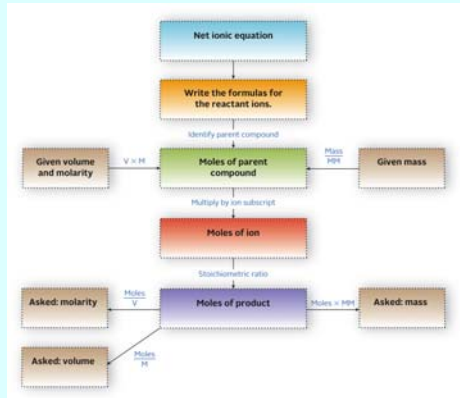 Net ionic equation
Write the formulas for
the reactant ions.
Identify parent compound
Given volume
and molarity
V × M
Moles of parent
compound
Mass
MM
Given mass
Multiply by ion subscript
Moles of ion
Stoichiometric ratio
Asked: molarity
Moles
V
Moles of product
Moles × MM
Asked: mass
Asked: volume
Moles
M